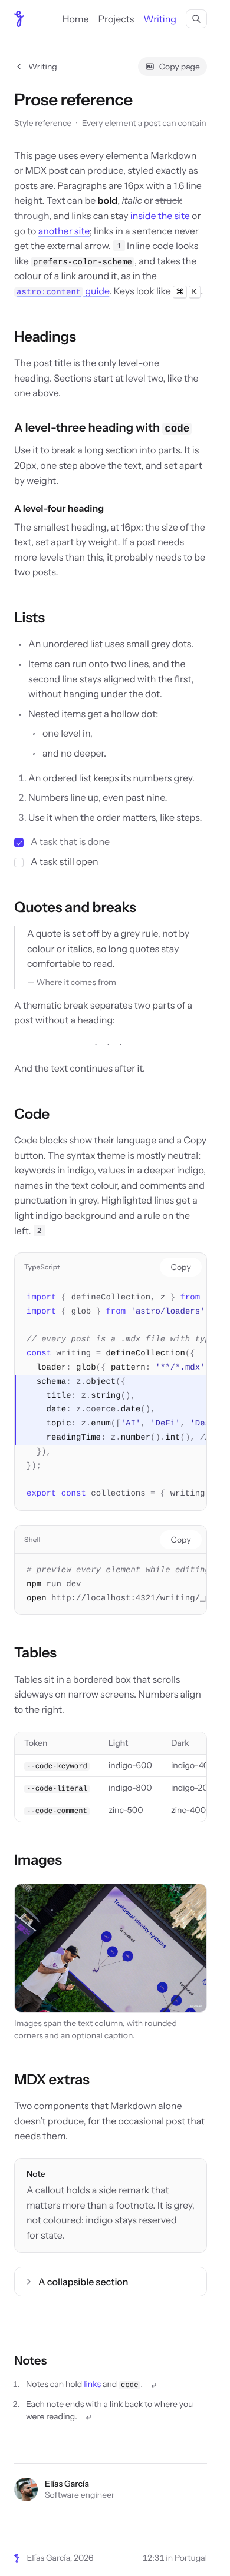 Home Projects Writing
Writing
Copy page
Prose reference
Style reference · Every element a post can contain
This page uses every element a Markdown
or MDX post can produce, styled exactly as
posts are. Paragraphs are 16px with a 1.6 line
height. Text can be bold, italic or struck
through, and links can stay inside the site or
go to another site; links in a sentence never
get the external arrow. 1 Inline code looks
like prefers-color-scheme, and takes the
colour of a link around it, as in the
astro:content guide. Keys look like ⌘ K.
Headings
The post title is the only level-one
heading. Sections start at level two, like the
one above.
A level-three heading with code
Use it to break a long section into parts. It is
20px, one step above the text, and set apart
by weight.
A level-four heading
The smallest heading, at 16px: the size of the
text, set apart by weight. If a post needs
more levels than this, it probably needs to be
two posts.
Lists
• An unordered list uses small grey dots.
• Items can run onto two lines, and the
second line stays aligned with the first,
without hanging under the dot.
• Nested items get a hollow dot:
one level in,
and no deeper.
1. An ordered list keeps its numbers grey.
2. Numbers line up, even past nine.
3. Use it when the order matters, like steps.
A task that is done
A task still open
Quotes and breaks
A quote is set off by a grey rule, not by
colour or italics, so long quotes stay
comfortable to read.
— Where it comes from
A thematic break separates two parts of a
post without a heading:
· · ·
And the text continues after it.
Code
Code blocks show their language and a Copy
button. The syntax theme is mostly neutral:
keywords in indigo, values in a deeper indigo,
names in the text colour, and comments and
punctuation in grey. Highlighted lines get a
light indigo background and a rule on the
left. 2
TypeScript
Copy
import { defineCollection, z } from
import { glob } from 'astro/loaders'
// every post is a .mdx file with typ
const writing = defineCollection({
loader: glob({ pattern: '**/*.mdx',
schema: z.object({
title: z.string(),
date: z.coerce.date(),
topic: z.enum(['AI', 'DeFi', 'Des
readingTime: z.number().int(), //
}),
});
export const collections = { writing
Shell
Copy
# preview every element while editing
npm run dev
open http://localhost:4321/writing/_p
Tables
Tables sit in a bordered box that scrolls
sideways on narrow screens. Numbers align
to the right.
Token Light Dark
--code-keyword indigo-600 indigo-40
--code-literal indigo-800 indigo-20
--code-comment zinc-500 zinc-400
Images
Traditional identity systems
Images span the text column, with rounded
corners and an optional caption.
MDX extras
Two components that Markdown alone
doesn't produce, for the occasional post that
needs them.
Note
A callout holds a side remark that
matters more than a footnote. It is grey,
not coloured: indigo stays reserved
for state.
A collapsible section
Notes
1. Notes can hold links and code. ↵
2. Each note ends with a link back to where you
were reading. ↵
Elías García
Software engineer
Elías García, 2026
12:31 in Portugal